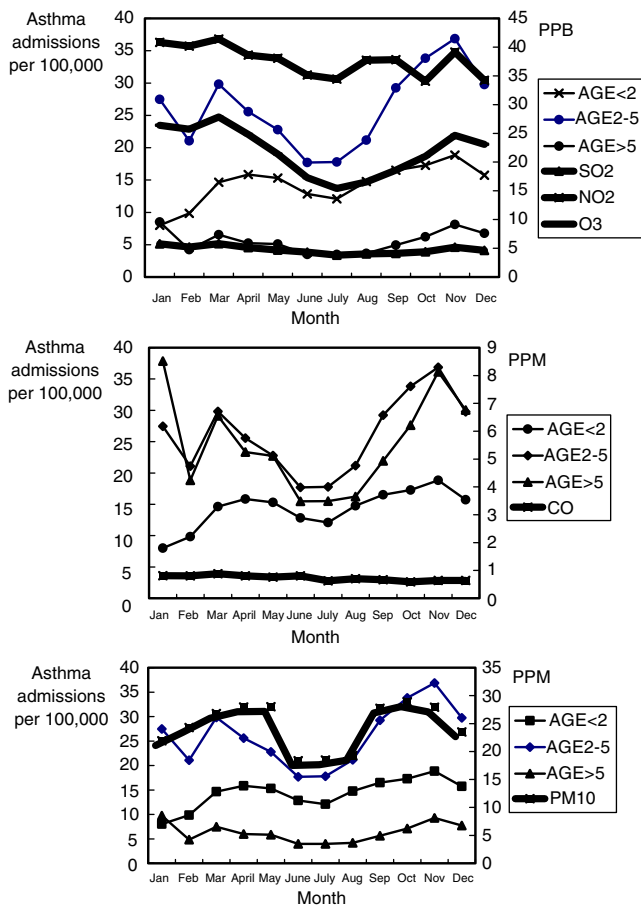 Asthma
admissions
per 100,000
40
35
30
25
20
15
10
5
0
45
40
35
30
25
20
15
10
5
0
PPB
AGE<2
AGE2-5
AGE>5
SO2
NO2
O3
Jan Feb Mar April May June July Aug Sep Oct Nov Dec
Month
Asthma
admissions
per 100,000
40
35
30
25
20
15
10
5
0
9
8
7
6
5
4
3
2
1
0
PPM
AGE<2
AGE2-5
AGE>5
CO
Jan Feb Mar April May June July Aug Sep Oct Nov Dec
Month
Asthma
admissions
per 100,000
40
35
30
25
20
15
10
5
0
35
30
25
20
15
10
5
0
PPM
AGE<2
AGE2-5
AGE>5
PM10
Jan Feb Mar April May June July Aug Sep Oct Nov Dec
Month